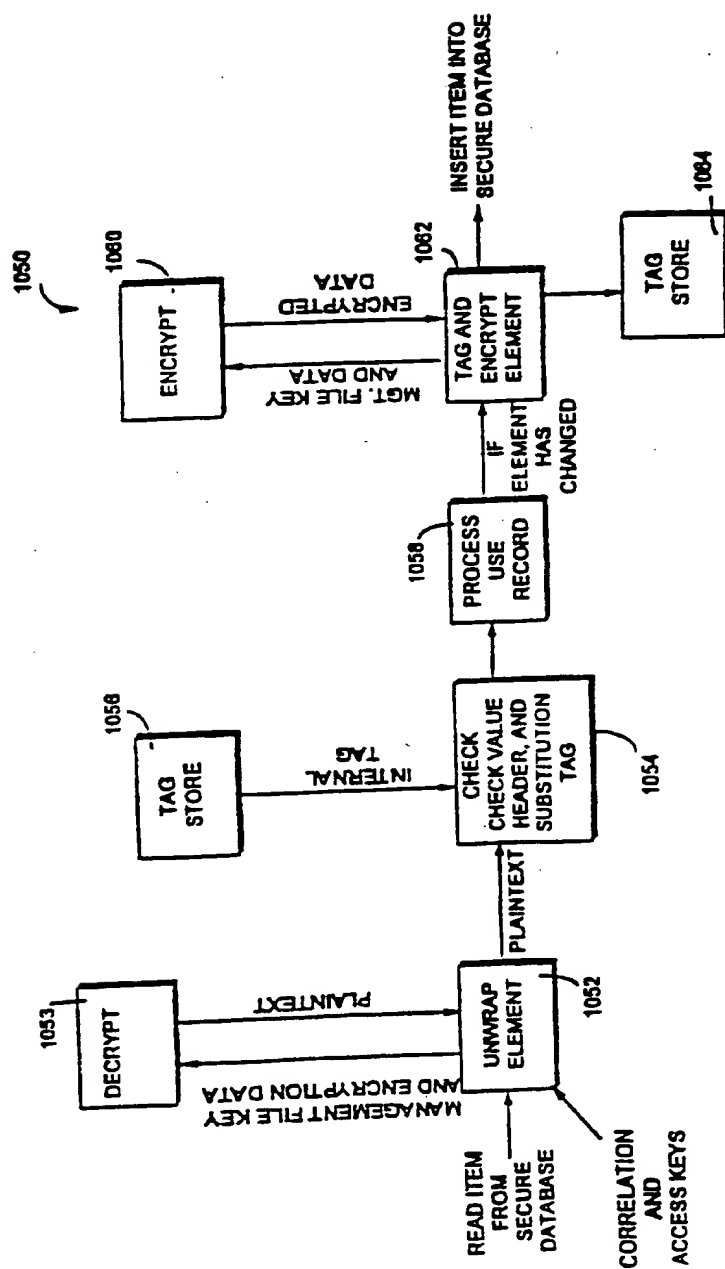 1050
1053
DECRYPT
MANAGEMENT FILE KEY
AND ENCRYPTION DATA
PLAINTEXT
READ ITEM
FROM
SECURE
DATABASE
UNWRAP
ELEMENT
1052
CORRELATION
AND
ACCESS KEYS
PLAINTEXT
1056
TAG
STORE
INTERNAL
TAG
CHECK
CHECK VALUE
HEADER, AND
SUBSTITUTION
TAG
1054
1058
PROCESS
USE
RECORD
IF
ELEMENT
HAS
CHANGED
1060
ENCRYPT
MGT. FILE KEY
AND DATA
ENCRYPTED
DATA
1062
TAG AND
ENCRYPT
ELEMENT
INSERT ITEM INTO
SECURE DATABASE
TAG
STORE
1064